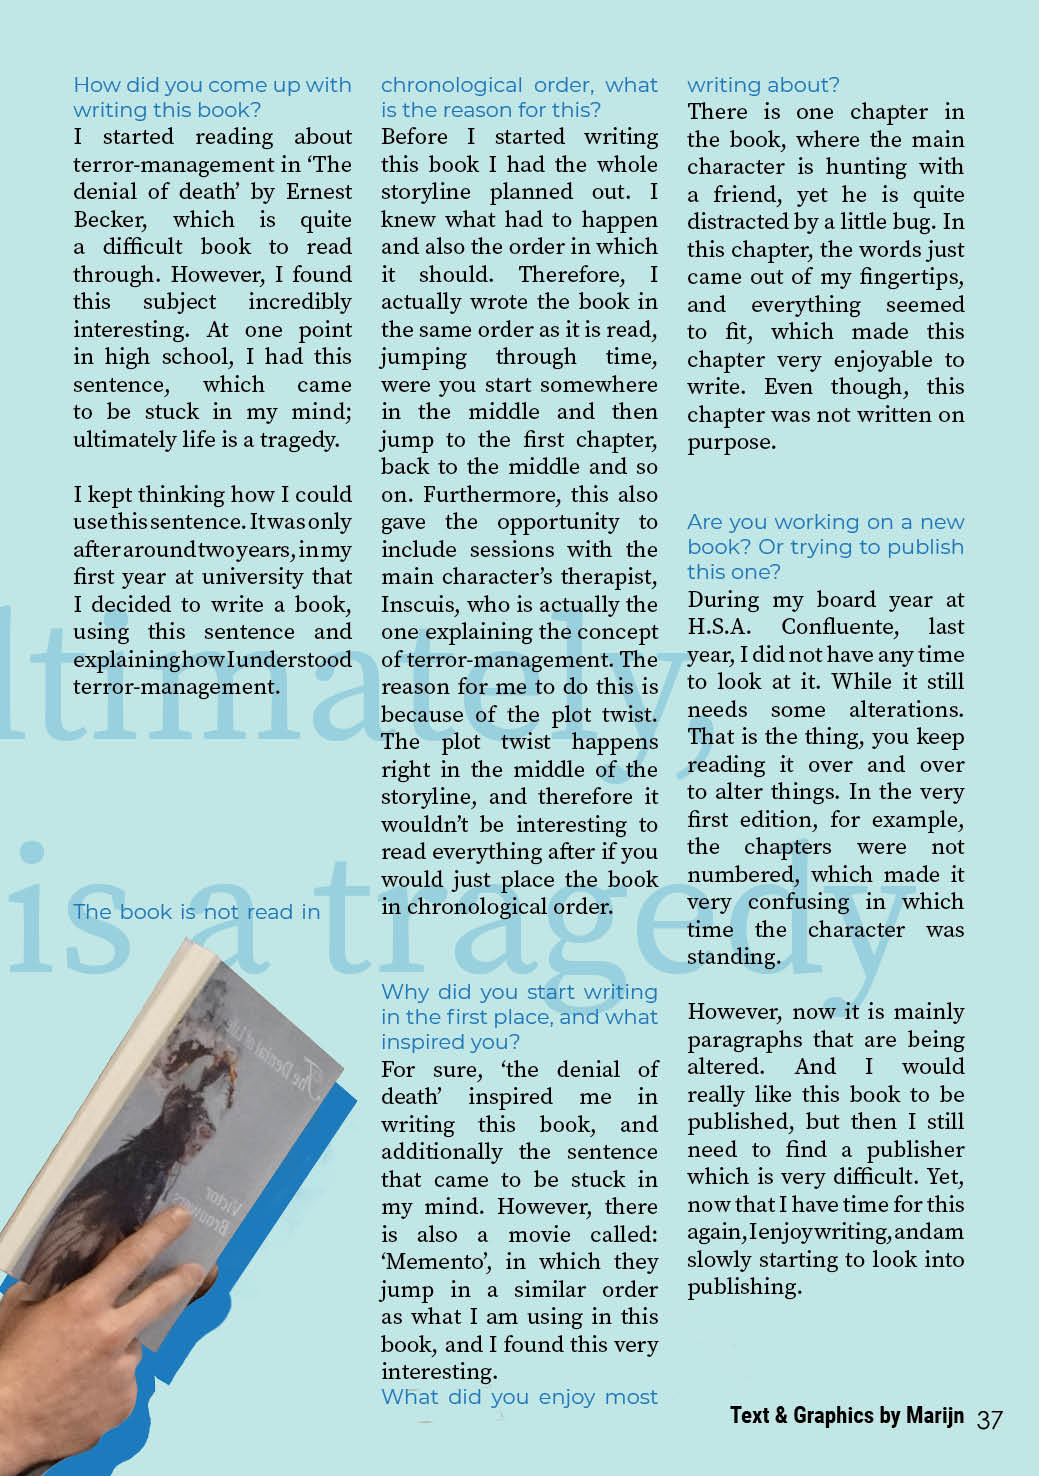 How did you come up with
writing this book?
I started reading about
terror-management in ‘The
denial of death’ by Ernest
Becker, which is quite
a difficult book to read
through. However, I found
this subject incredibly
interesting. At one point
in high school, I had this
sentence, which came
to be stuck in my mind;
ultimately life is a tragedy.
I kept thinking how I could
use this sentence. It was only
after around two years, in my
first year at university that
I decided to write a book,
using this sentence and
explaining how I understood
terror-management.
The book is not read in
chronological order, what
is the reason for this?
Before I started writing
this book I had the whole
storyline planned out. I
knew what had to happen
and also the order in which
it should. Therefore, I
actually wrote the book in
the same order as it is read,
jumping through time,
were you start somewhere
in the middle and then
jump to the first chapter,
back to the middle and so
on. Furthermore, this also
gave the opportunity to
include sessions with the
main character’s therapist,
Inscuis, who is actually the
one explaining the concept
of terror-management. The
reason for me to do this is
because of the plot twist.
The plot twist happens
right in the middle of the
storyline, and therefore it
wouldn’t be interesting to
read everything after if you
would just place the book
in chronological order.
Why did you start writing
in the first place, and what
inspired you?
For sure, ‘the denial of
death’ inspired me in
writing this book, and
additionally the sentence
that came to be stuck in
my mind. However, there
is also a movie called:
‘Memento’, in which they
jump in a similar order
as what I am using in this
book, and I found this very
interesting.
What did you enjoy most
writing about?
There is one chapter in
the book, where the main
character is hunting with
a friend, yet he is quite
distracted by a little bug. In
this chapter, the words just
came out of my fingertips,
and everything seemed
to fit, which made this
chapter very enjoyable to
write. Even though, this
chapter was not written on
purpose.
Are you working on a new
book? Or trying to publish
this one?
During my board year at
H.S.A. Confluente, last
year, I did not have any time
to look at it. While it still
needs some alterations.
That is the thing, you keep
reading it over and over
to alter things. In the very
first edition, for example,
the chapters were not
numbered, which made it
very confusing in which
time the character was
standing.
However, now it is mainly
paragraphs that are being
altered. And I would
really like this book to be
published, but then I still
need to find a publisher
which is very difficult. Yet,
now that I have time for this
again, I enjoy writing, and am
slowly starting to look into
publishing.
ltimately,
is a tragedy
The Denial of Life
Victor
Brouwers
Text & Graphics by Marijn 37